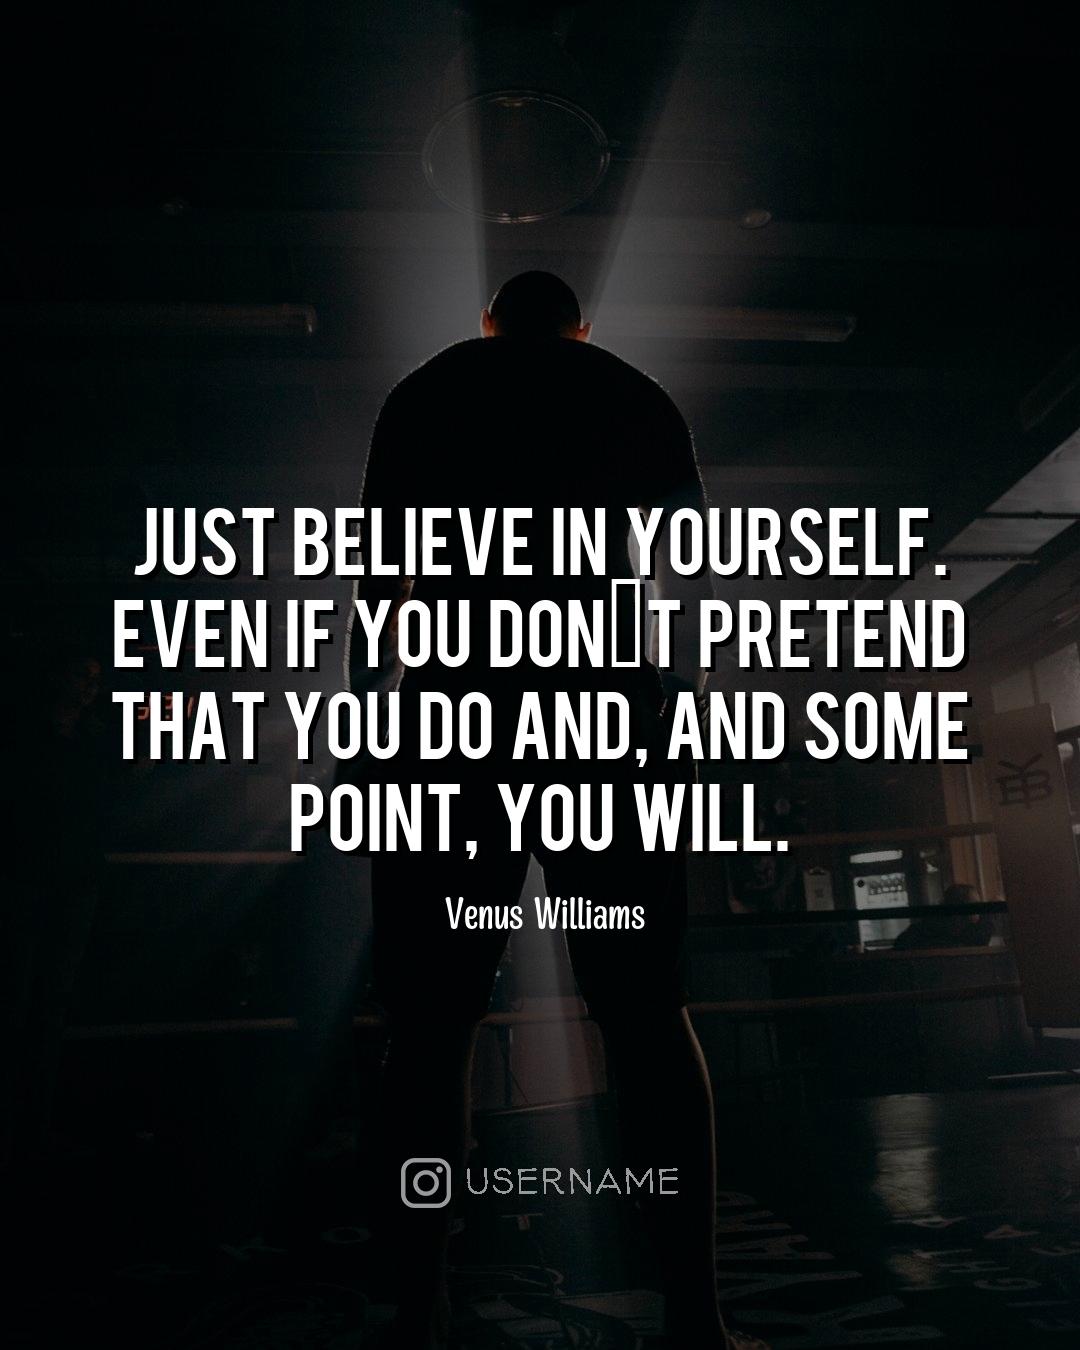 JUST BELIEVE IN YOURSELF.
EVEN IF YOU DON▯T PRETEND
THAT YOU DO AND, AND SOME
POINT, YOU WILL.
Venus Williams
USERNAME